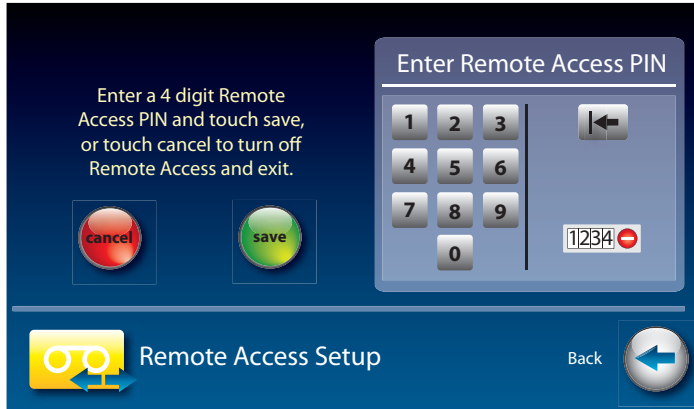 Enter Remote Access PIN
Enter a 4 digit Remote
Access PIN and touch save,
or touch cancel to turn off
Remote Access and exit.
cancel
save
1 2 3
4 5 6
7 8 9
0
1234
Remote Access Setup
Back